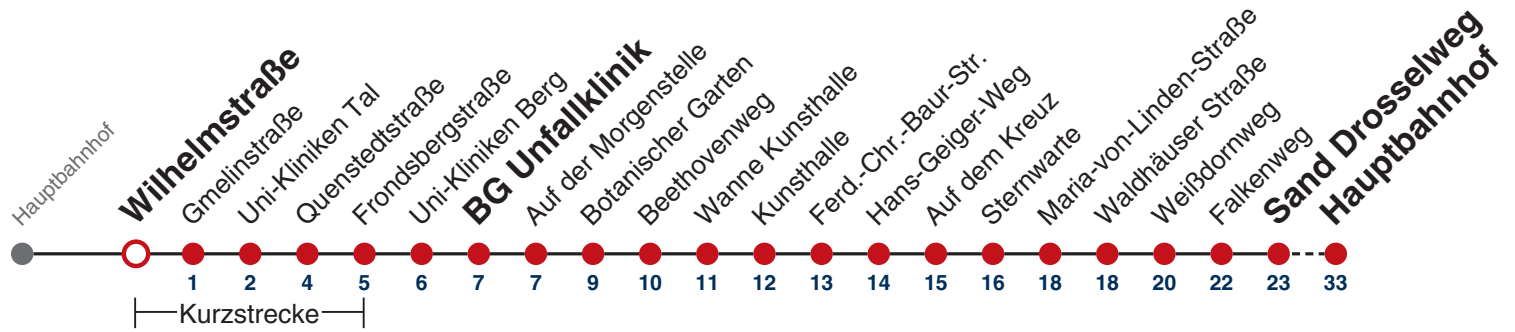 Hauptbahnhof
Wilhelmstraße
Gmelinstraße
Uni-Kliniken Tal
Quenstedtstraße
Frondsbergstraße
Uni-Kliniken Berg
BG Unfallklinik
Auf der Morgenstelle
Botanischer Garten
Beethovenweg
Wanne Kunsthalle
Kunsthalle
Ferd.-Chr.-Baur-Str.
Hans-Geiger-Weg
Auf dem Kreuz
Sternwarte
Maria-von-Linden-Straße
Waldhäuser Straße
Weißdornweg
Falkenweg
Sand Drosselweg
Hauptbahnhof
1 2 4 5 6 7 7 9 10 11 12 13 14 15 16 18 18 20 22 23 33
Kurzstrecke